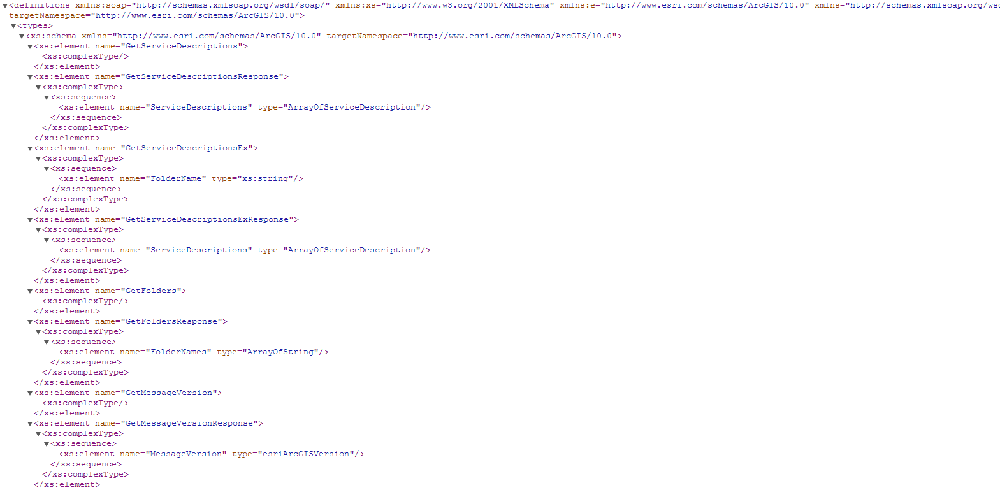 ▼<definitions xmlns:soap="http://schemas.xmlsoap.org/wsdl/soap/" xmlns:xs="http://www.w3.org/2001/XMLSchema" xmlns:e="http://www.esri.com/schemas/ArcGIS/10.0" xmlns="http://schemas.xmlsoap.org/wsd
targetNamespace="http://www.esri.com/schemas/ArcGIS/10.0">
▼<types>
▼<xs:schema xmlns="http://www.esri.com/schemas/ArcGIS/10.0" targetNamespace="http://www.esri.com/schemas/ArcGIS/10.0">
▼<xs:element name="GetServiceDescriptions">
<xs:complexType/>
</xs:element>
▼<xs:element name="GetServiceDescriptionsResponse">
▼<xs:complexType>
▼<xs:sequence>
<xs:element name="ServiceDescriptions" type="ArrayOfServiceDescription"/>
</xs:sequence>
</xs:complexType>
</xs:element>
▼<xs:element name="GetServiceDescriptionsEx">
▼<xs:complexType>
▼<xs:sequence>
<xs:element name="FolderName" type="xs:string"/>
</xs:sequence>
</xs:complexType>
</xs:element>
▼<xs:element name="GetServiceDescriptionsExResponse">
▼<xs:complexType>
▼<xs:sequence>
<xs:element name="ServiceDescriptions" type="ArrayOfServiceDescription"/>
</xs:sequence>
</xs:complexType>
</xs:element>
▼<xs:element name="GetFolders">
<xs:complexType/>
</xs:element>
▼<xs:element name="GetFoldersResponse">
▼<xs:complexType>
▼<xs:sequence>
<xs:element name="FolderNames" type="ArrayOfString"/>
</xs:sequence>
</xs:complexType>
</xs:element>
▼<xs:element name="GetMessageVersion">
<xs:complexType/>
</xs:element>
▼<xs:element name="GetMessageVersionResponse">
▼<xs:complexType>
▼<xs:sequence>
<xs:element name="MessageVersion" type="esriArcGISVersion"/>
</xs:sequence>
</xs:complexType>
</xs:element>